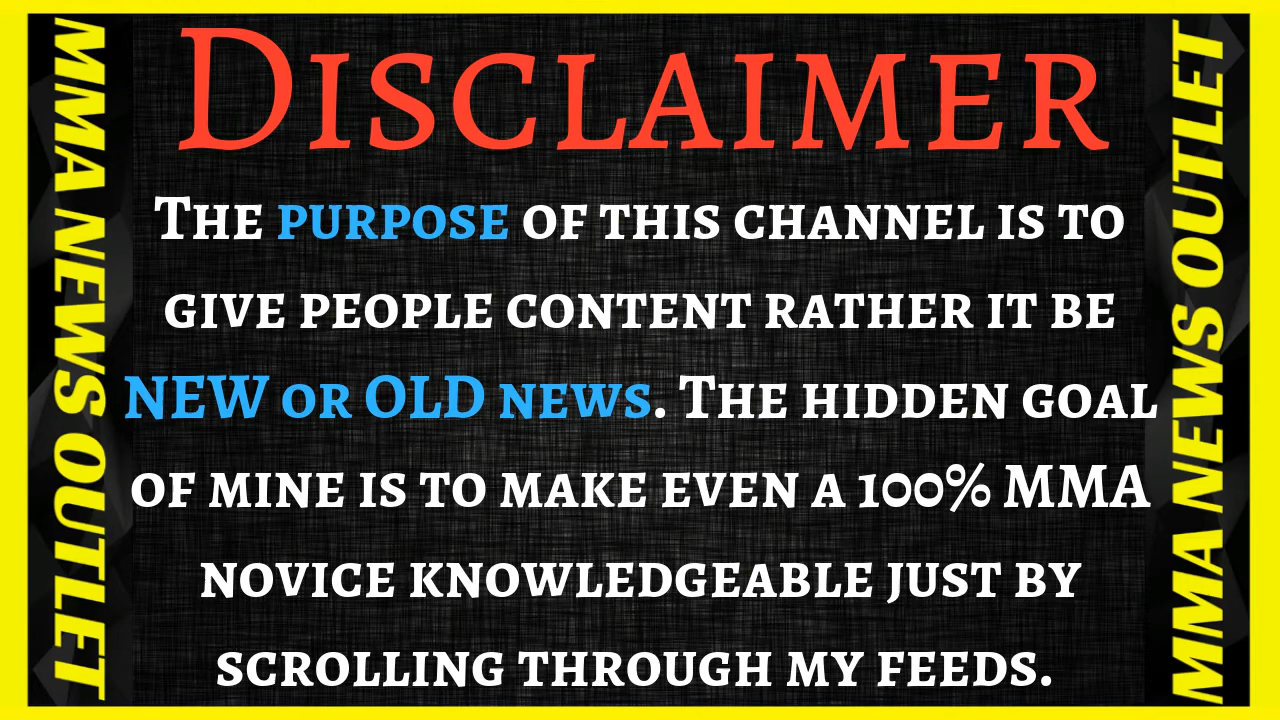 Disclaimer
The purpose of this channel is to
give people content rather it be
NEW or OLD news. The hidden goal
of mine is to make even a 100% MMA
novice knowledgeable just by
scrolling through my feeds.
MMA NEWS OUTLET
MMA NEWS OUTLET